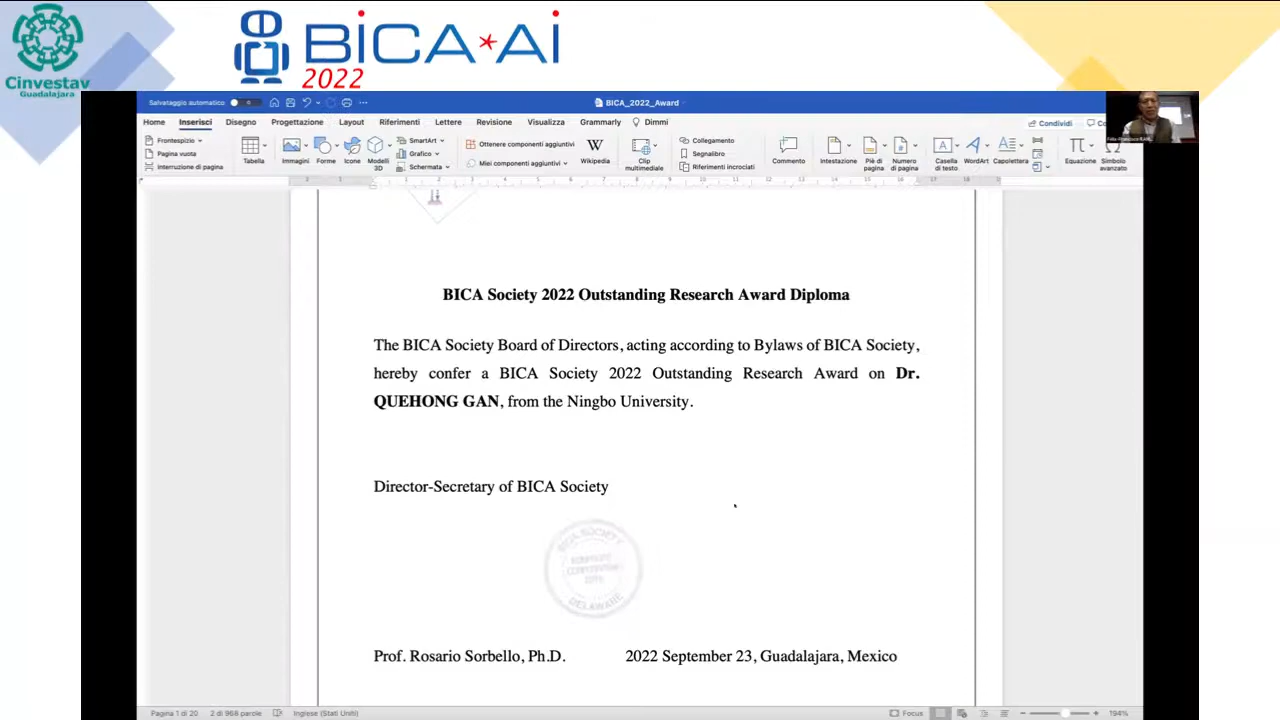 Cinvestav
Guadalajara
BICA*AI
2022
Salvataggio automatico
BICA_2022_Award
Home Inserisci Disegno Progettazione Layout Riferimenti Lettere Revisione Visualizza Grammarly Dimmi
Condividi
Frontespizio
Pagina vuota
Interruzione di pagina
Tabella
Immagini
Forme
Icone
Modelli
3D
SmartArt
Grafico
Schermata
Ottenere componenti aggiuntivi
Miei componenti aggiuntivi
Wikipedia
Clip
multimediale
Collegamento
Segnalibro
Riferimenti incrociati
Commento
Intestazione
Piè di
pagina
Numero
di pagina
Casella
di testo
WordArt
Capolettera
Equazione
Simbolo
avanzato
BICA Society 2022 Outstanding Research Award Diploma
The BICA Society Board of Directors, acting according to Bylaws of BICA Society,
hereby confer a BICA Society 2022 Outstanding Research Award on Dr.
QUEHONG GAN, from the Ningbo University.
Director-Secretary of BICA Society
BICA SOCIETY
DELAWARE
Prof. Rosario Sorbello, Ph.D. 2022 September 23, Guadalajara, Mexico
Pagina 1 di 20 2 di 968 parole Inglese (Stati Uniti) Focus 194%